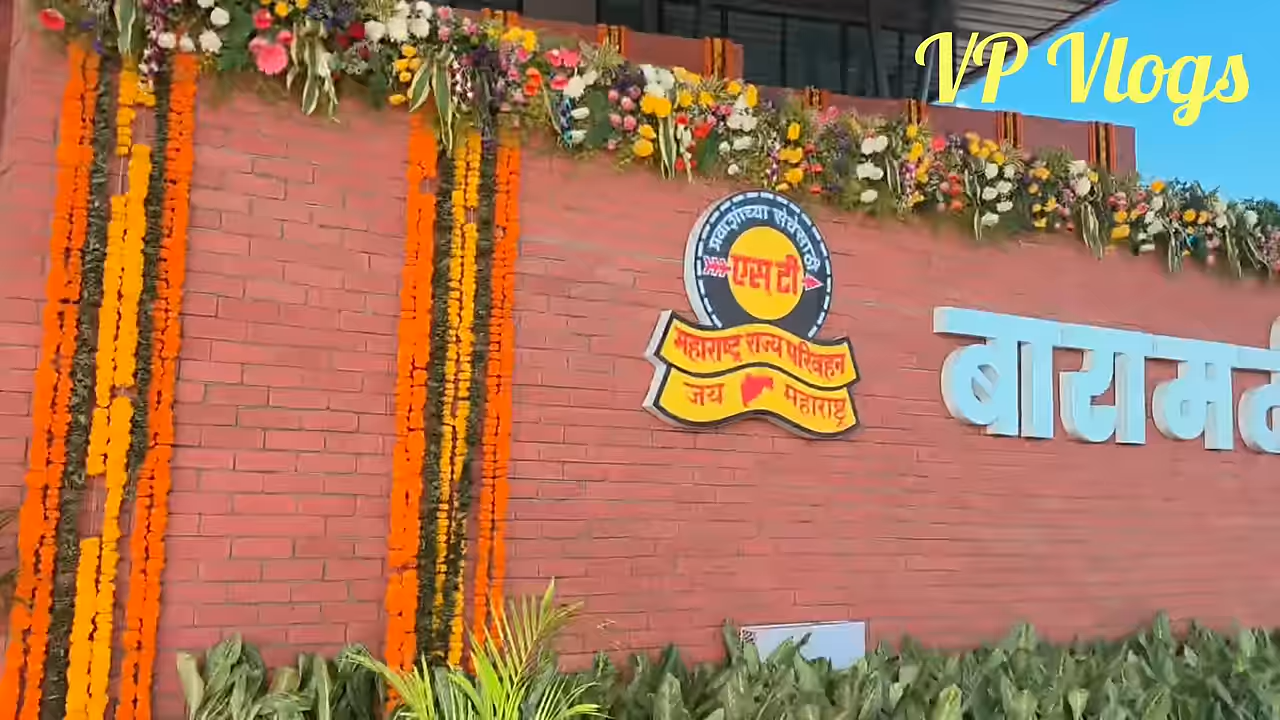 VP Vlogs
प्रवाशांच्या सेवेसाठी
एस टी
महाराष्ट्र राज्य परिवहन
जय महाराष्ट्र
बारामत